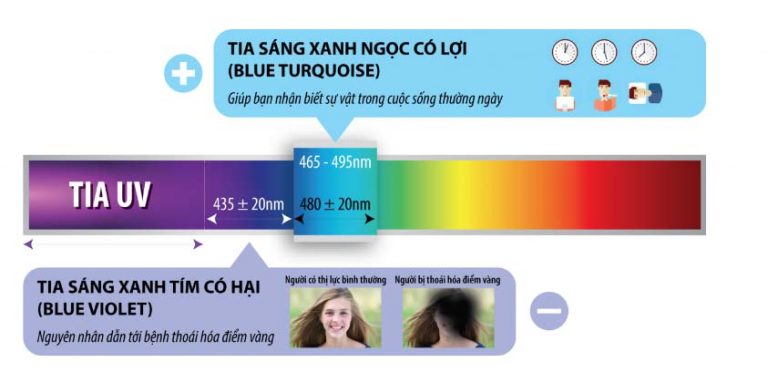 TIA SÁNG XANH NGỌC CÓ LỢI
(BLUE TURQUOISE)
Giúp bạn nhận biết sự vật trong cuộc sống thường ngày
465 - 495nm
TIA UV
435 ± 20nm
480 ± 20nm
TIA SÁNG XANH TÍM CÓ HẠI
(BLUE VIOLET)
Nguyên nhân dẫn tới bệnh thoái hóa điểm vàng
Người có thị lực bình thường
Người bị thoái hóa điểm vàng